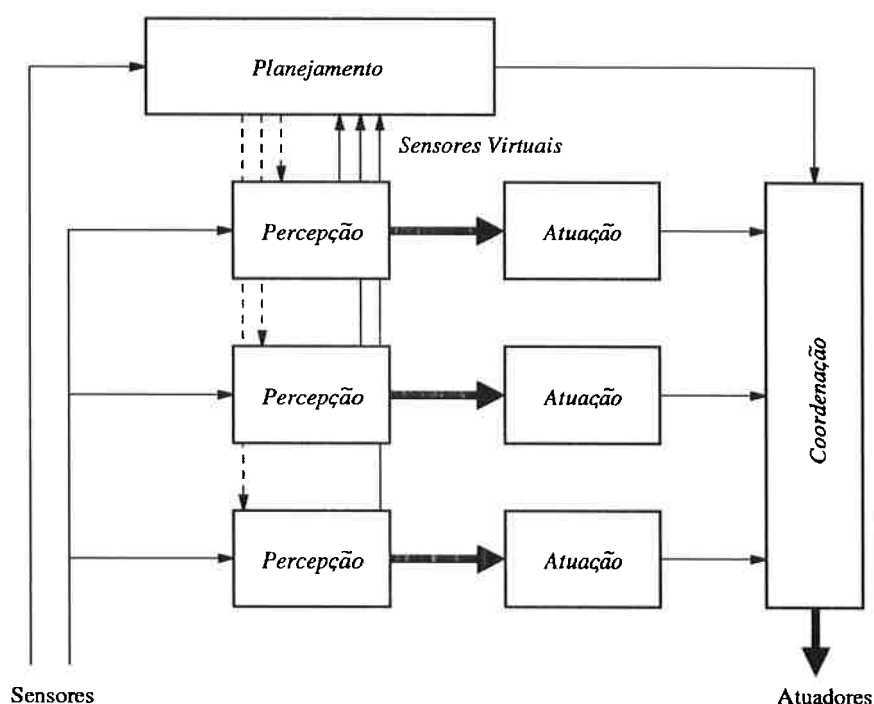 Planejamento
Sensores Virtuais
Percepção
Atuação
Percepção
Atuação
Coordenação
Percepção
Atuação
Sensores
Atuadores